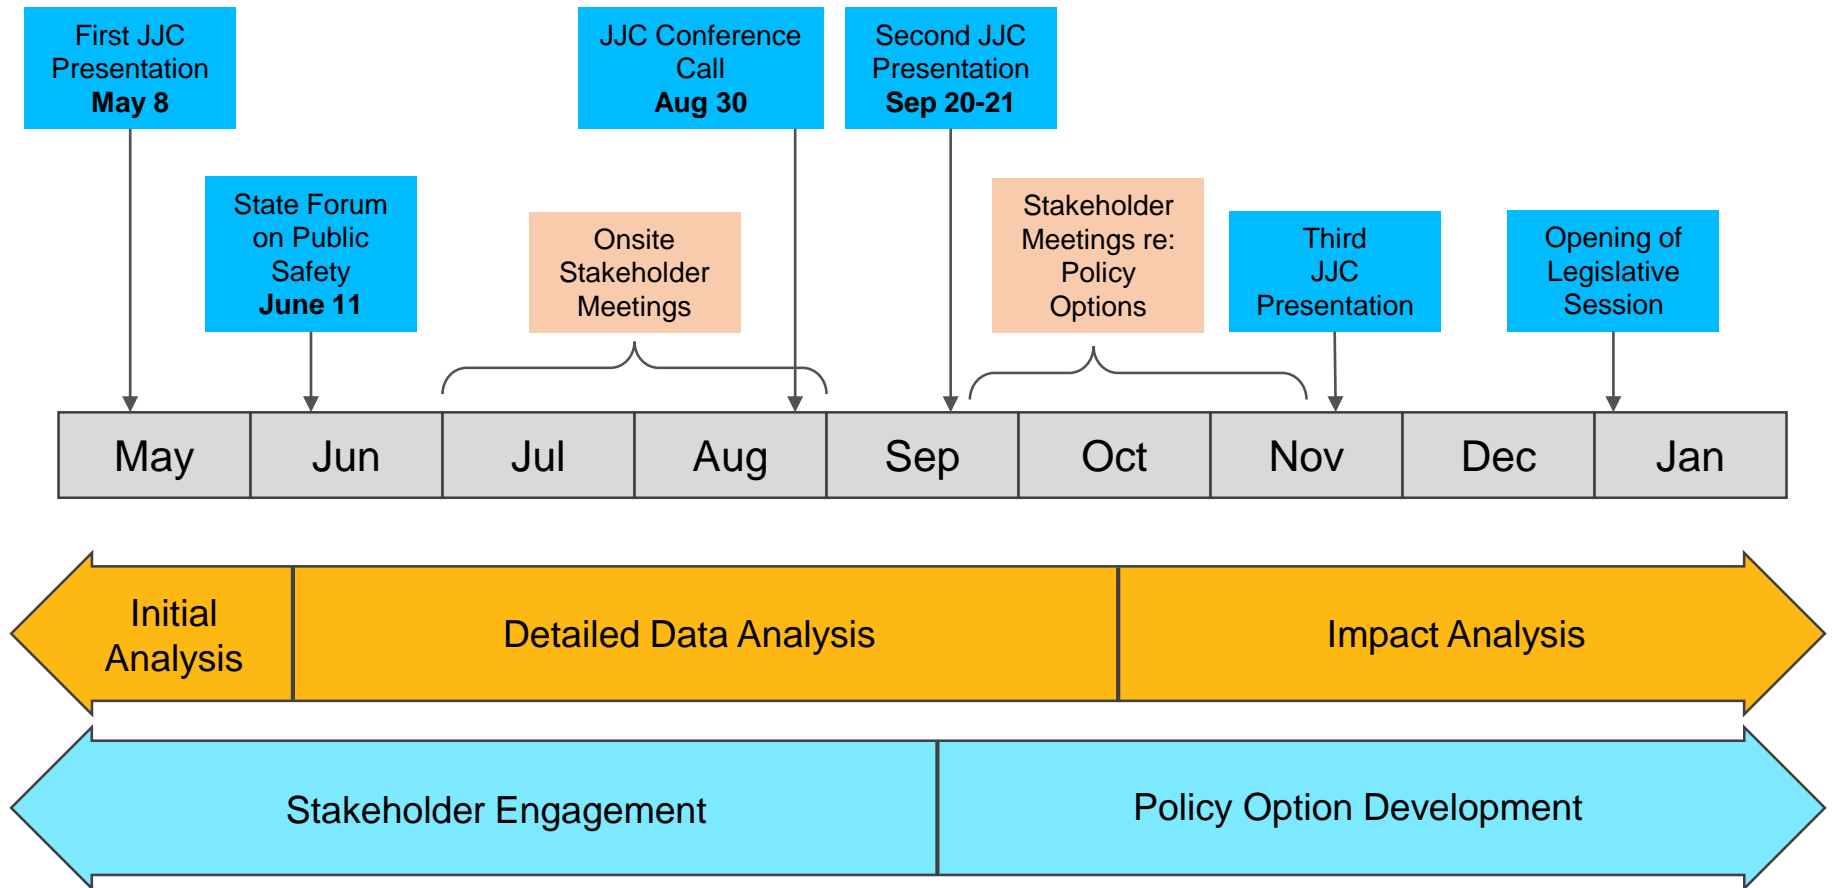 First JJC
Presentation
May 8
JJC Conference
Call
Aug 30
Second JJC
Presentation
Sep 20-21
State Forum
on Public
Safety
June 11
Onsite
Stakeholder
Meetings
Stakeholder
Meetings re:
Policy
Options
Third
JJC
Presentation
Opening of
Legislative
Session
May
Jun
Jul
Aug
Sep
Oct
Nov
Dec
Jan
Initial
Analysis
Detailed Data Analysis
Impact Analysis
Stakeholder Engagement
Policy Option Development